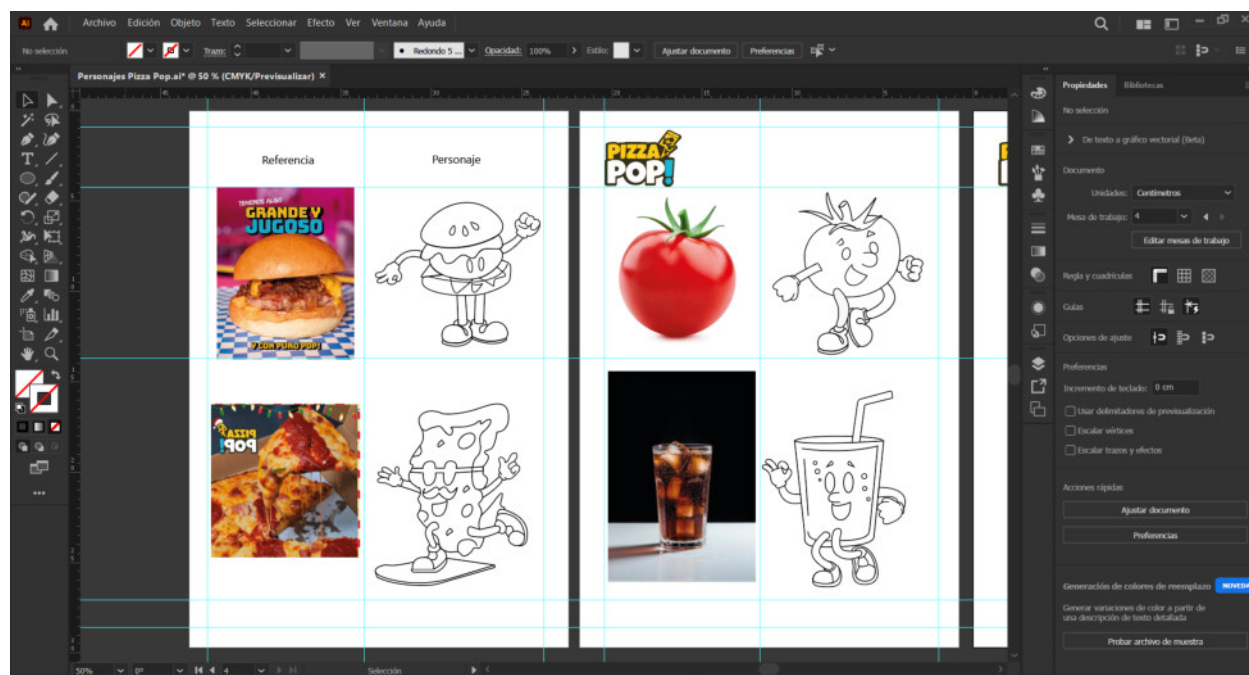 Ai
Archivo Edición Objeto Texto Seleccionar Efecto Ver Ventana Ayuda
No selección Trazo: Redondo 5 ... Opacidad: 100% Estilo: Ajustar documento Preferencias
Personajes Pizza Pop.ai* @ 50 % (CMYK/Previsualizar) ×
Referencia Personaje
PIZZA
POP!
TENEMOS ALGO
GRANDE Y
JUGOSO
Y CON PURO POP!
PIZZA
POP!
Propiedades Bibliotecas
No selección
De texto a gráfico vectorial (Beta)
Documento
Unidades: Centímetros
Mesa de trabajo: 4
Editar mesas de trabajo
Regla y cuadrículas
Guías
Opciones de ajuste
Preferencias
Incremento de teclado: 0 cm
Usar delimitadores de previsualización
Escalar vértices
Escalar trazos y efectos
Acciones rápidas
Ajustar documento
Preferencias
Generación de colores de reemplazo NOVEDA
Generar variaciones de color a partir de
una descripción de texto detallada
Probar archivo de muestra
50% 0° 4 Selección